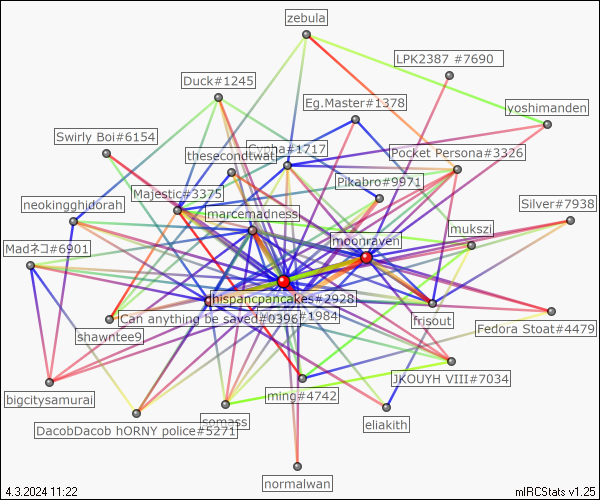 zebula
LPK2387 #7690
Duck#1245
Eg.Master#1378
yoshimanden
Swirly Boi#6154
Cypha#1717
thesecondtwat
Pocket Persona#3326
Pikabro#9971
Majestic#3375
neokingghidorah
marcemadness
Silver#7938
mukszi
moonraven
Madネコ#6901
hispancpancakes#2928
#1984
Can anything be saved#0396
frisout
Fedora Stoat#4479
shawntee9
JKOUYH VIII#7034
ming#4742
bigcitysamurai
somass
eliakith
DacobDacob hORNY police#5271
normalwan
4.3.2024 11:22
mIRCStats v1.25